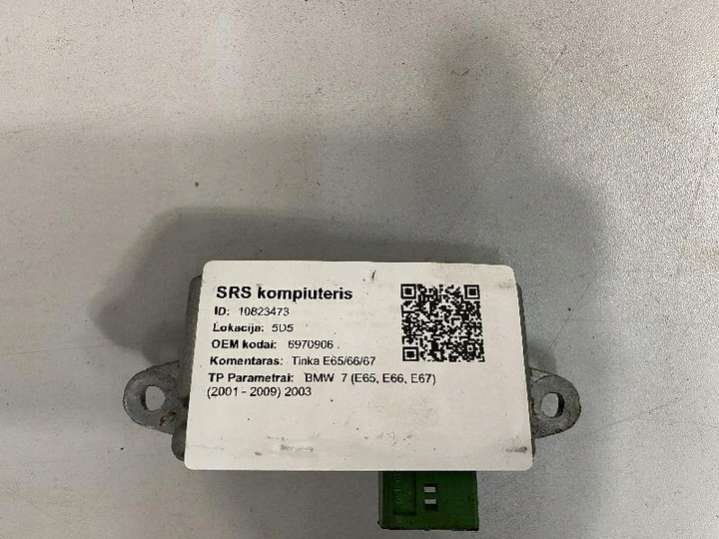 SRS kompiuteris
ID: 10823473
Lokacija: 5D5
OEM kodai: 6970906 .
Komentaras: Tinka E65/66/67
TP Parametrai: BMW 7 (E65, E66, E67)
(2001 - 2009) 2003